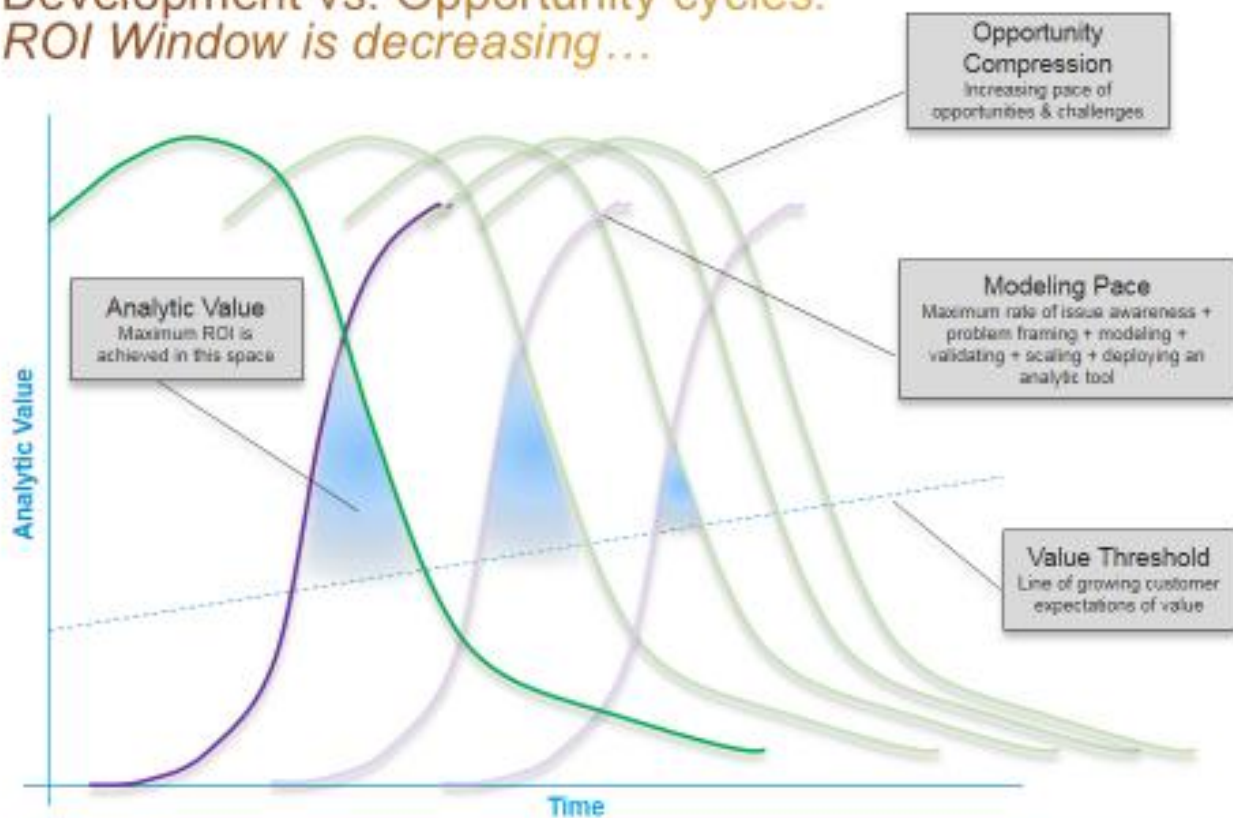 Development vs. Opportunity cycles:
ROI Window is decreasing...
Opportunity
Compression
Increasing pace of
opportunities & challenges
Analytic Value
Maximum ROI is
achieved in this space
Modeling Pace
Maximum rate of issue awareness +
problem framing + modeling +
validating + scaling + deploying an
analytic tool
Value Threshold
Line of growing customer
expectations of value
Analytic Value
Time